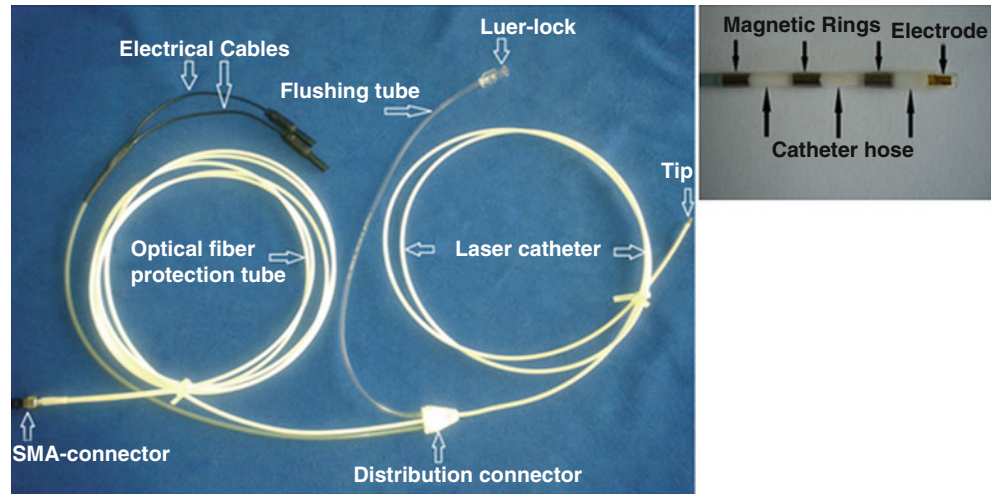 Luer-lock
Electrical Cables
Flushing tube
Tip
Optical fiber
protection tube
Laser catheter
SMA-connector
Distribution connector
Magnetic Rings
Electrode
Catheter hose